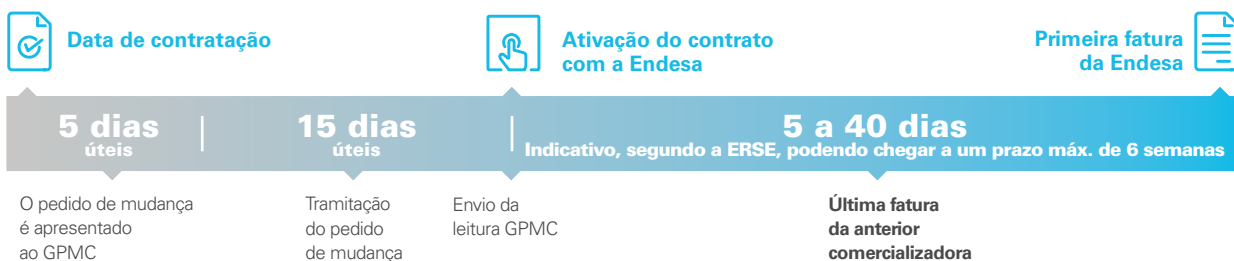 Data de contratação
Ativação do contrato
com a Endesa
Primeira fatura
da Endesa
5 dias
úteis
15 dias
úteis
5 a 40 dias
Indicativo, segundo a ERSE, podendo chegar a um prazo máx. de 6 semanas
O pedido de mudança
é apresentado
ao GPMC
Tramitação
do pedido
de mudança
Envio da
leitura GPMC
Última fatura
da anterior
comercializadora